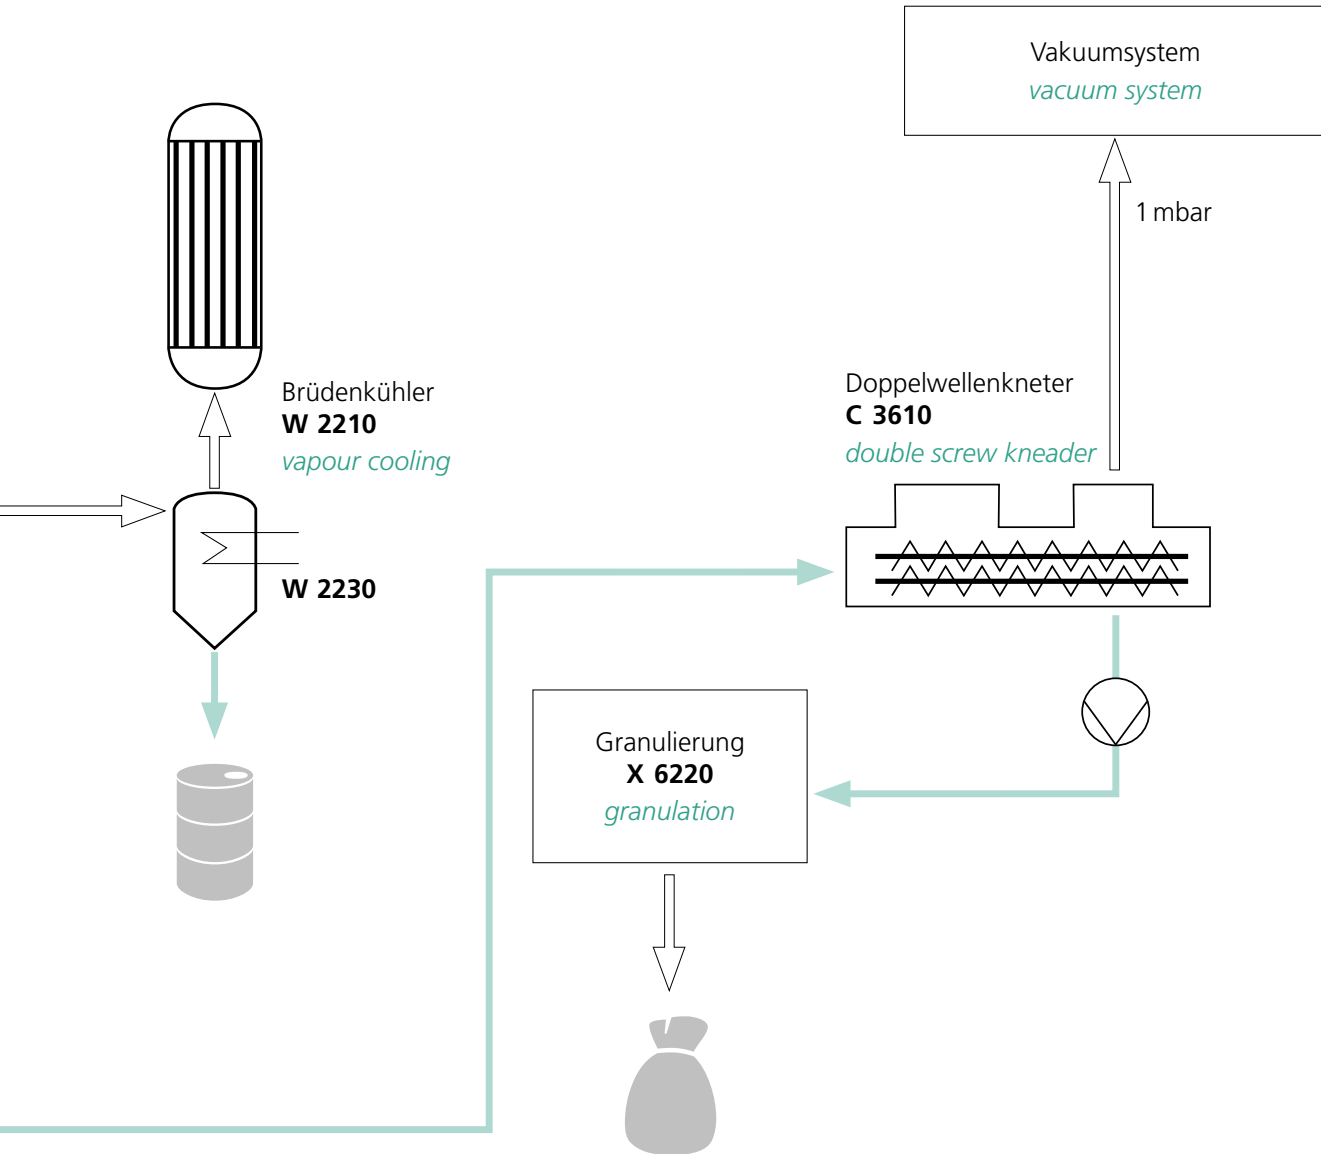 Vakuumsystem
vacuum system
1 mbar
Brüdenkühler
W 2210
vapour cooling
W 2230
Doppelwellenkneter
C 3610
double screw kneader
Granulierung
X 6220
granulation